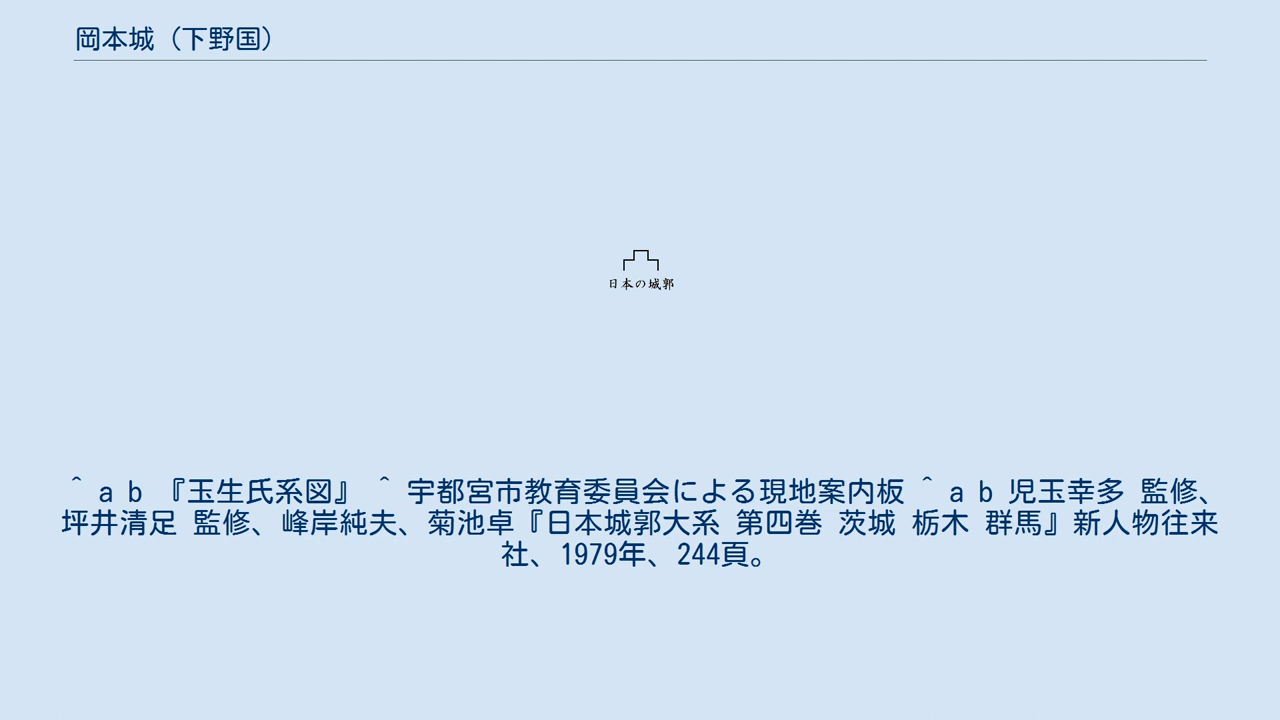 岡本城（下野国）
日本の城郭
^ a b 『玉生氏系図』 ^ 宇都宮市教育委員会による現地案内板 ^ a b 児玉幸多 監修、
坪井清足 監修、峰岸純夫、菊池卓『日本城郭大系 第四巻 茨城 栃木 群馬』新人物往来
社、1979年、244頁。